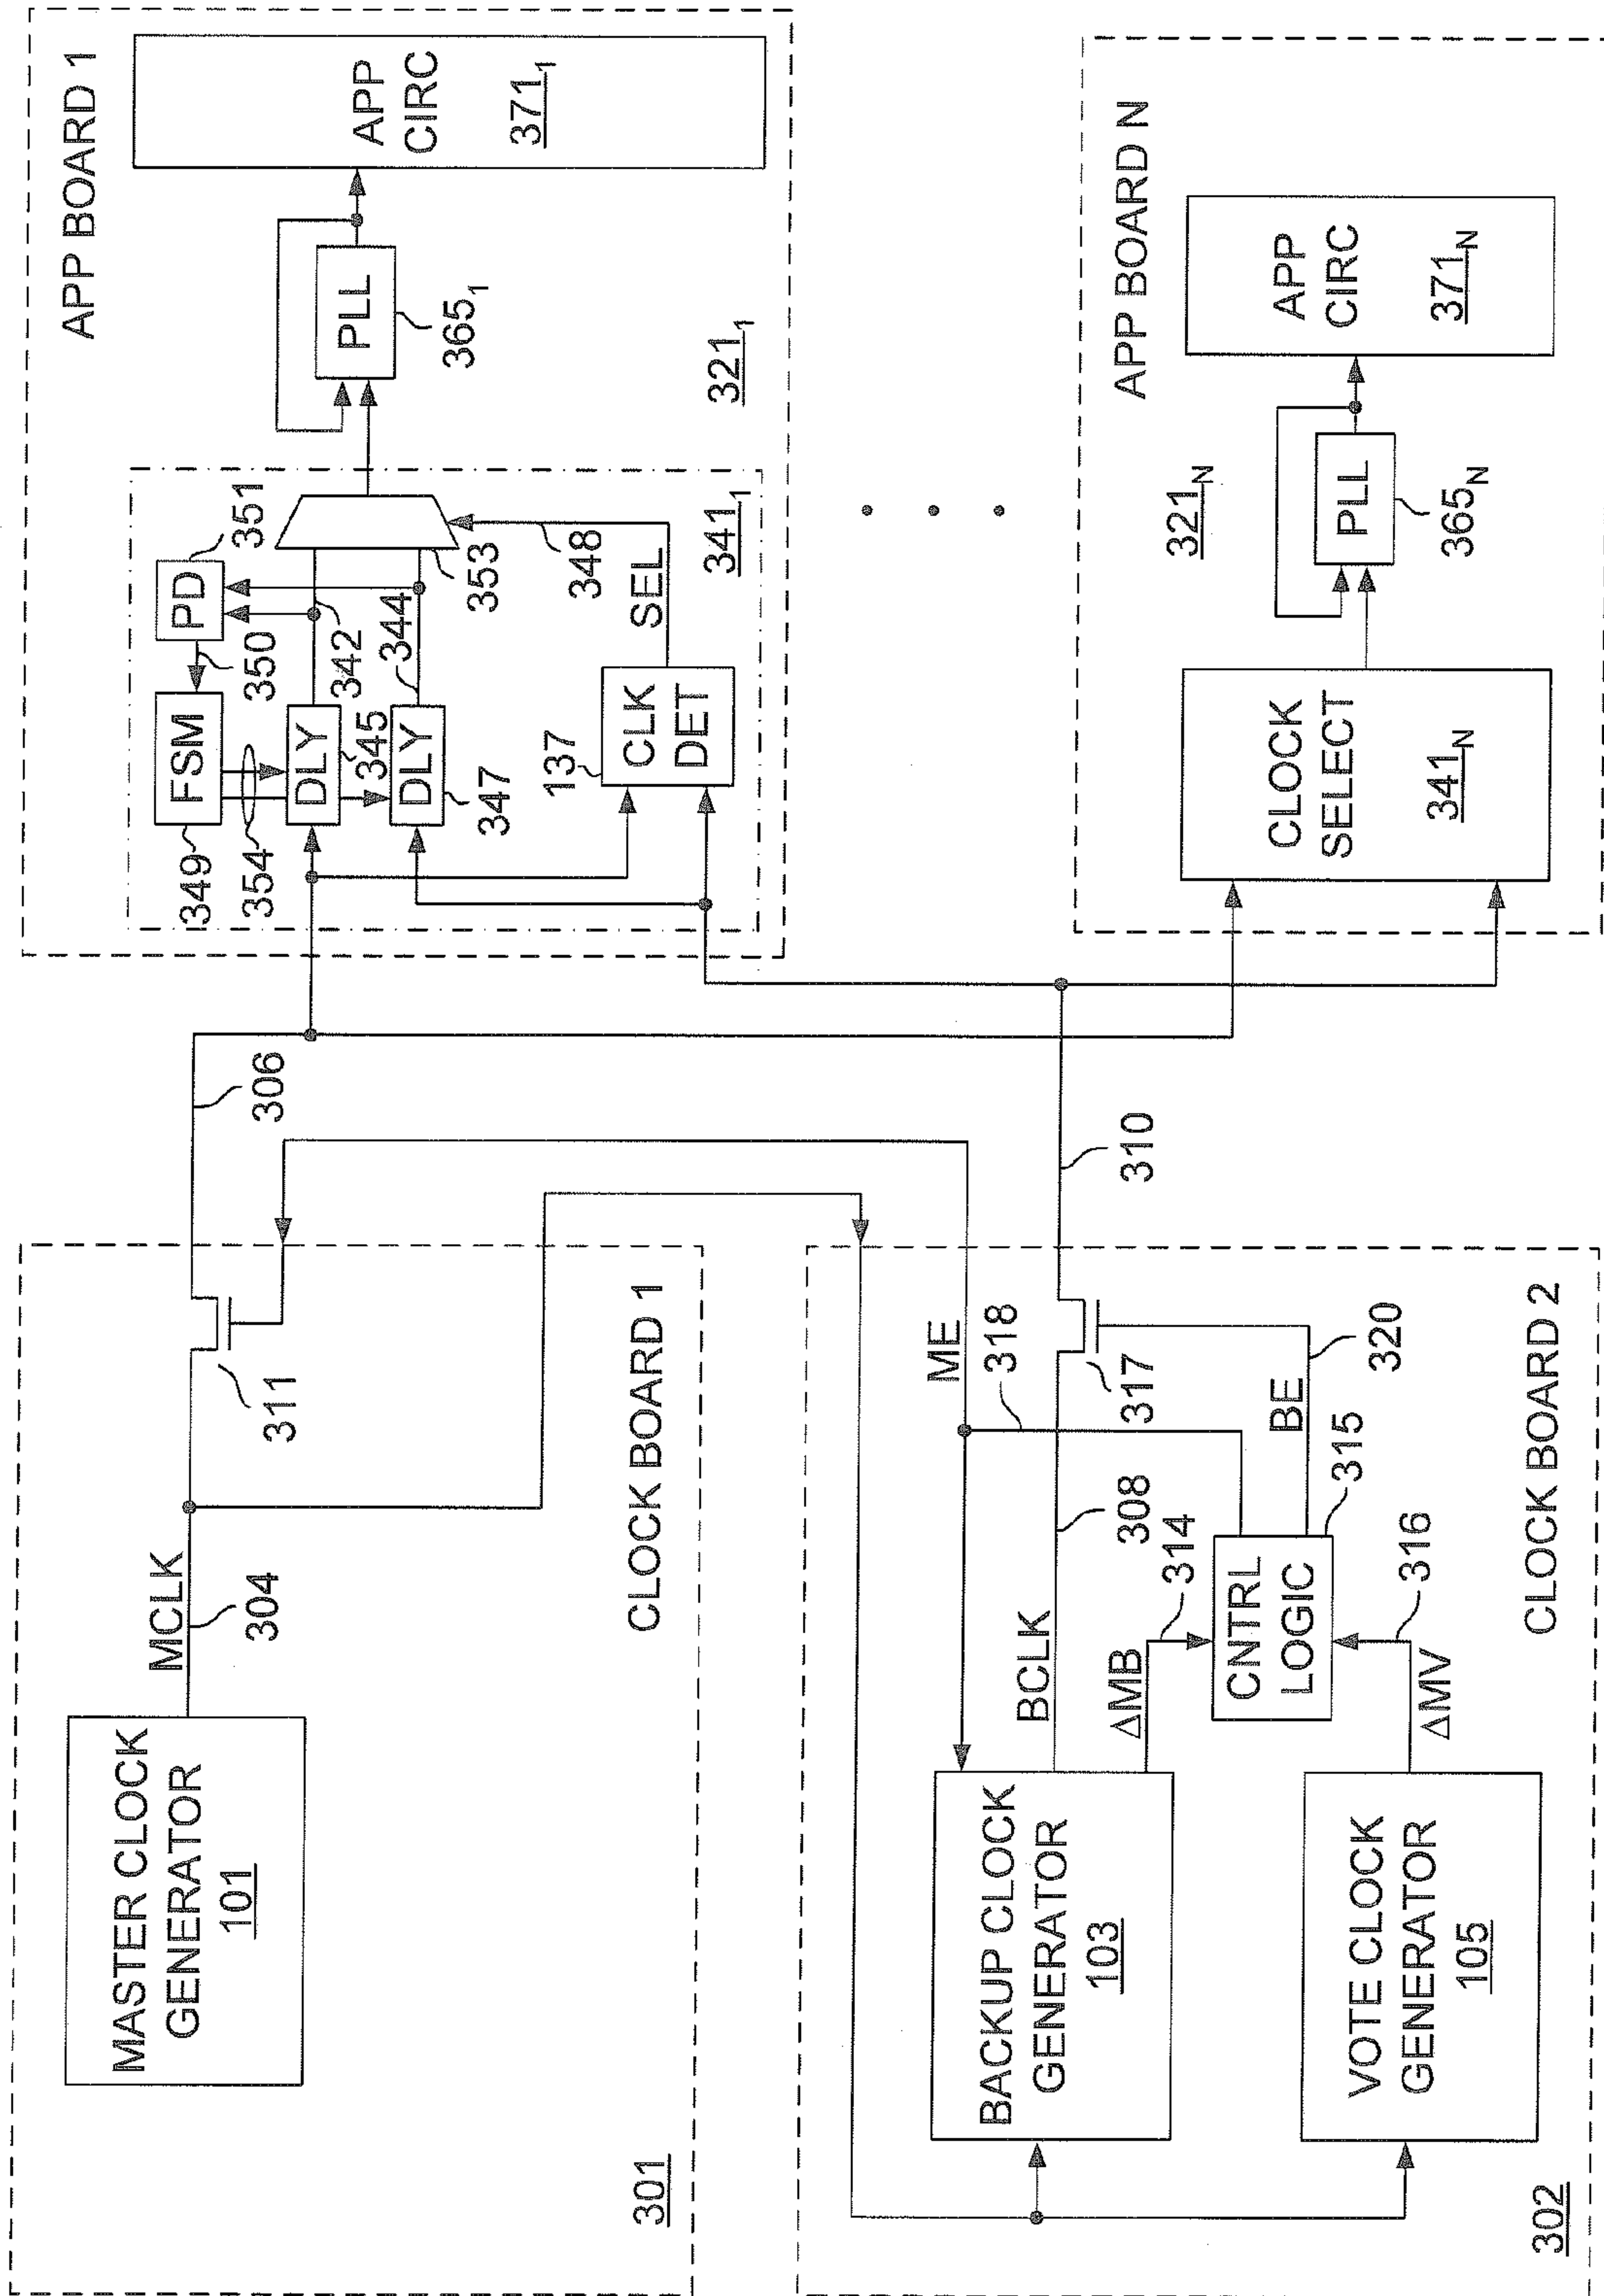 MASTER CLOCK
GENERATOR
101
MCLK
304
311
306
CLOCK BOARD 1
301
BACKUP CLOCK
GENERATOR
103
VOTE CLOCK
GENERATOR
105
BCLK
308
ΔMB
314
ΔMV
316
CNTRL
LOGIC
315
ME
318
BE
320
317
310
CLOCK BOARD 2
302
APP BOARD 1
349
FSM
350
PD
351
354
DLY
345
342
DLY
347
344
353
137
CLK
DET
SEL
348
341₁
PLL
365₁
321₁
APP
CIRC
371₁
APP BOARD N
CLOCK
SELECT
341N
321N
PLL
365N
APP
CIRC
371N